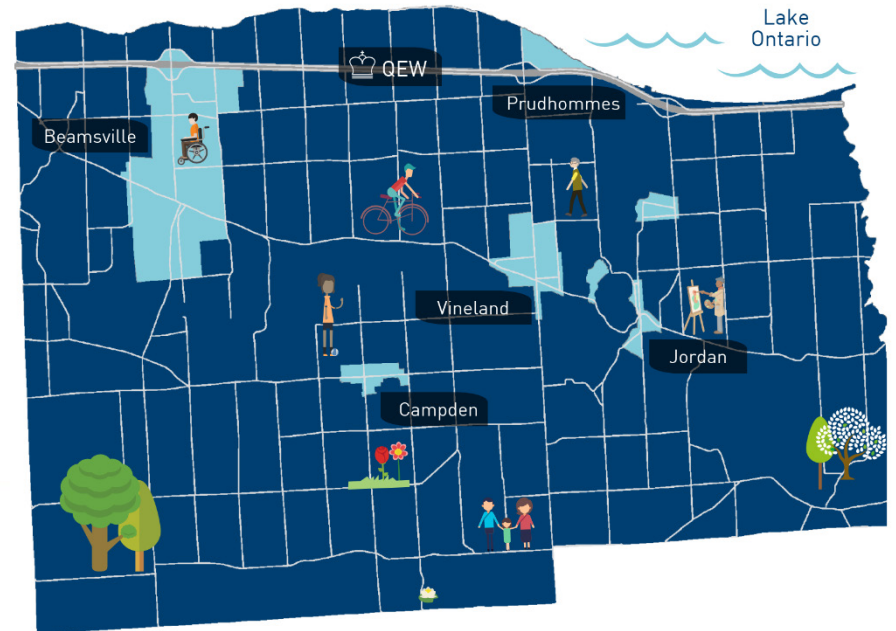 Lake
Ontario
QEW
Prudhommes
Beamsville
Vineland
Jordan
Campden